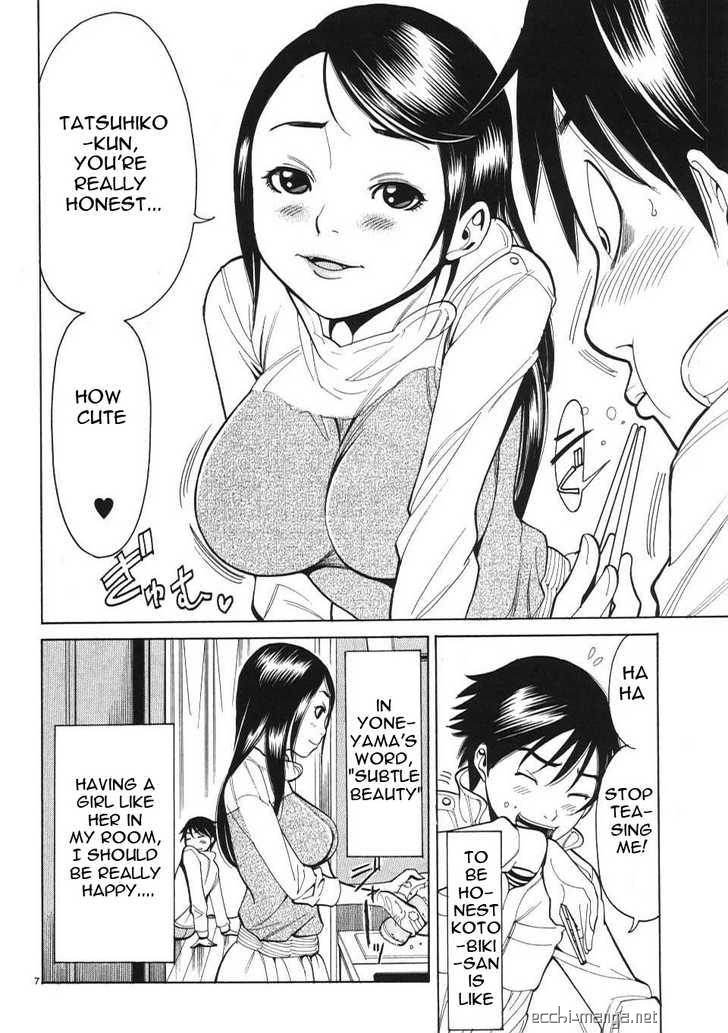 TATSUHIKO
-KUN,
YOU'RE
REALLY
HONEST...
HOW
CUTE
♥
ぎゅむ♡
HA
HA
STOP
TEA-
SING
ME!
TO
BE
HO-
NEST
KOTO
-BIKI
-SAN
IS
LIKE
IN
YONE-
YAMA'S
WORD,
"SUBTLE
BEAUTY"
HAVING A
GIRL LIKE
HER IN
MY ROOM,
I SHOULD
BE REALLY
HAPPY....
7
ecchi-manga.net